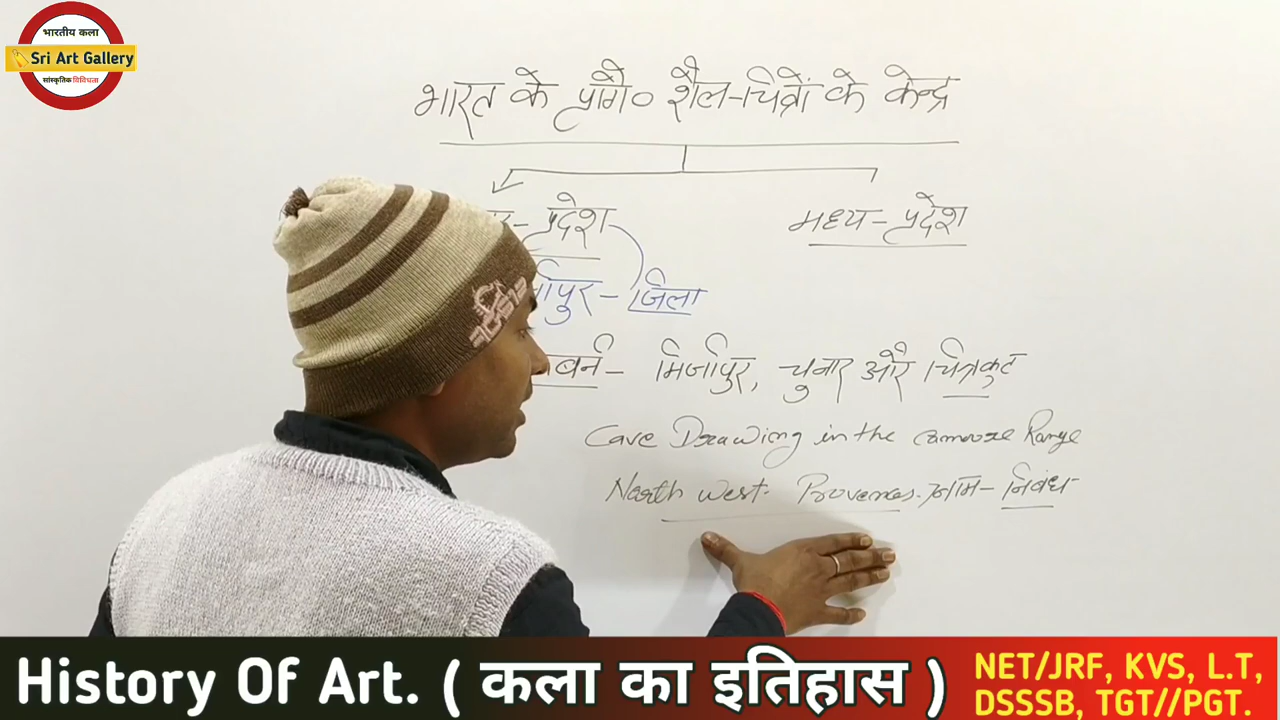 भारतीय कला
Sri Art Gallery
सांस्कृतिक विविधता
भारत के प्रागै० शैल-चित्रों के केन्द्र
प्रदेश
मध्य-प्रदेश
पुर- जिला
बर्न- मिर्जापुर, चुनार और चित्रकुट
Cave Drawing in the Range
North West. नाम- निबंध-
History Of Art. ( कला का इतिहास )
NET/JRF, KVS, L.T,
DSSSB, TGT//PGT.